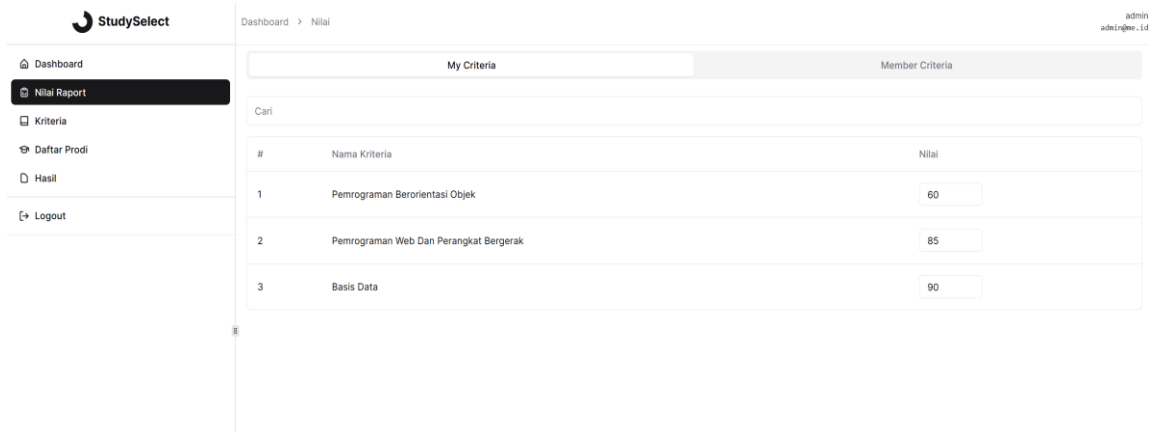 StudySelect
Dashboard
Nilai Raport
Kriteria
Daftar Prodi
Hasil
Logout
Dashboard > Nilai
admin
admin@me.id
My Criteria Member Criteria
Cari
# Nama Kriteria Nilai
1 Pemrograman Berorientasi Objek 60
2 Pemrograman Web Dan Perangkat Bergerak 85
3 Basis Data 90